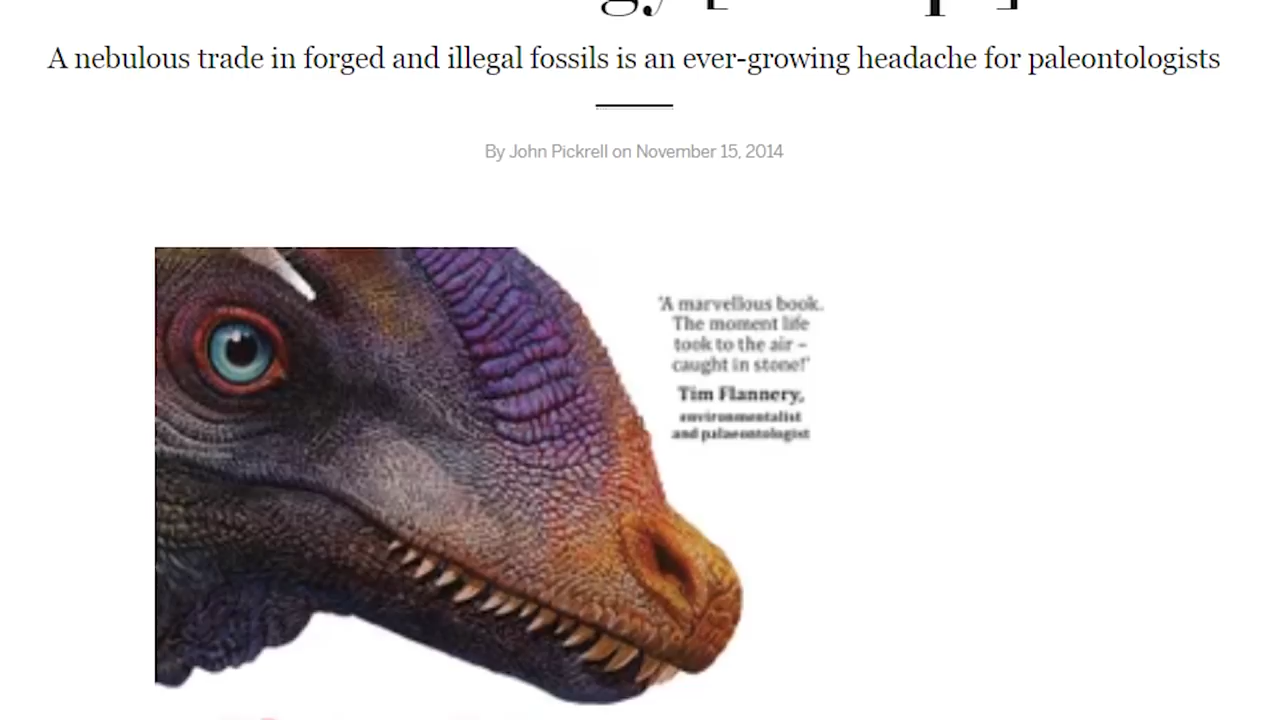 A nebulous trade in forged and illegal fossils is an ever-growing headache for paleontologists
By John Pickrell on November 15, 2014
'A marvellous book.
The moment life
took to the air –
caught in stone!'
Tim Flannery,
environmentalist
and palaeontologist